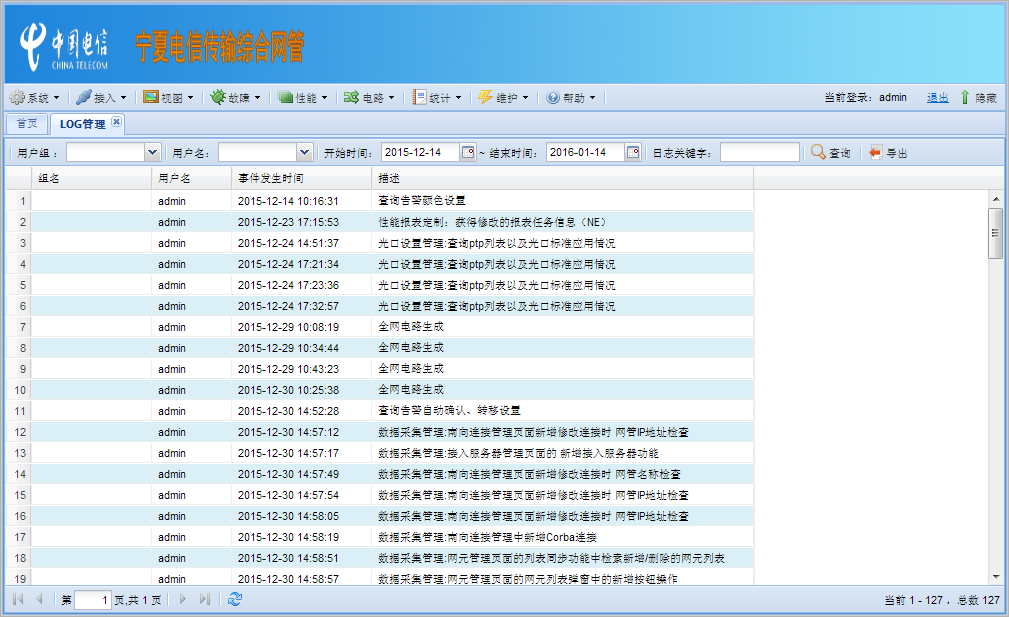 中国电信 宁夏电信传输综合网管
CHINA TELECOM
系统 接入 视图 故障 性能 电路 统计 维护 帮助 当前登录: admin 退出 隐藏
首页 LOG管理
用户组: 用户名: 开始时间: 2015-12-14 ~ 结束时间: 2016-01-14 日志关键字: 查询 导出
组名 用户名 事件发生时间 描述
1 admin 2015-12-14 10:16:31 查询告警颜色设置
2 admin 2015-12-23 17:15:53 性能报表定制：获得修改的报表任务信息（NE）
3 admin 2015-12-24 14:51:37 光口设置管理:查询ptp列表以及光口标准应用情况
4 admin 2015-12-24 17:21:34 光口设置管理:查询ptp列表以及光口标准应用情况
5 admin 2015-12-24 17:23:36 光口设置管理:查询ptp列表以及光口标准应用情况
6 admin 2015-12-24 17:32:57 光口设置管理:查询ptp列表以及光口标准应用情况
7 admin 2015-12-29 10:08:19 全网电路生成
8 admin 2015-12-29 10:34:44 全网电路生成
9 admin 2015-12-29 10:43:23 全网电路生成
10 admin 2015-12-30 10:25:38 全网电路生成
11 admin 2015-12-30 14:52:28 查询告警自动确认、转移设置
12 admin 2015-12-30 14:57:12 数据采集管理:南向连接管理页面新增修改连接时 网管IP地址检查
13 admin 2015-12-30 14:57:17 数据采集管理:接入服务器管理页面的 新增接入服务器功能
14 admin 2015-12-30 14:57:49 数据采集管理:南向连接管理页面新增修改连接时 网管名称检查
15 admin 2015-12-30 14:57:54 数据采集管理:南向连接管理页面新增修改连接时 网管IP地址检查
16 admin 2015-12-30 14:58:05 数据采集管理:南向连接管理页面新增修改连接时 网管IP地址检查
17 admin 2015-12-30 14:58:19 数据采集管理:南向连接管理中新增Corba连接
18 admin 2015-12-30 14:58:51 数据采集管理:网元管理页面的列表同步功能中检索新增/删除的网元列表
19 admin 2015-12-30 14:58:57 数据采集管理:网元管理页面的网元列表弹窗中的新增按钮操作
第 1 页,共 1 页 当前 1 - 127 ，总数 127